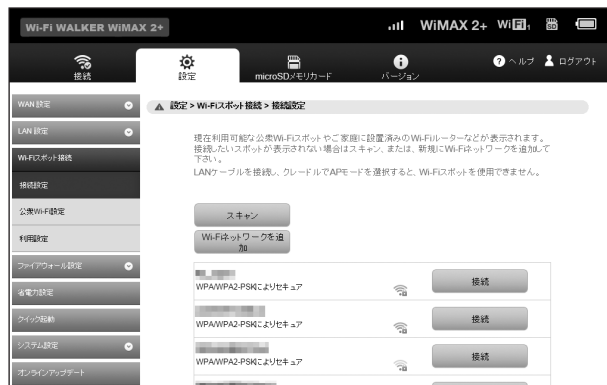 Wi-Fi WALKER WiMAX 2+
WiMAX 2+ WiFi1 SD
接続
設定
microSDメモリカード
バージョン
? ヘルプ
ログアウト
WAN設定
LAN設定
Wi-Fiスポット接続
接続設定
公衆Wi-Fi設定
利用設定
ファイアウォール設定
省電力設定
クイック起動
システム設定
オンラインアップデート
設定 > Wi-Fiスポット接続 > 接続設定
現在利用可能な公衆Wi-Fiスポットやご家庭に設置済みのWi-Fiルーターなどが表示されます。
接続したいスポットが表示されない場合はスキャン、または、新規にWi-Fiネットワークを追加して
下さい。
LANケーブルを接続し、クレードルでAPモードを選択すると、Wi-Fiスポットを使用できません。
スキャン
Wi-Fiネットワークを追
加
WPA/WPA2-PSKによりセキュア
接続
WPA/WPA2-PSKによりセキュア
接続
WPA/WPA2-PSKによりセキュア
接続